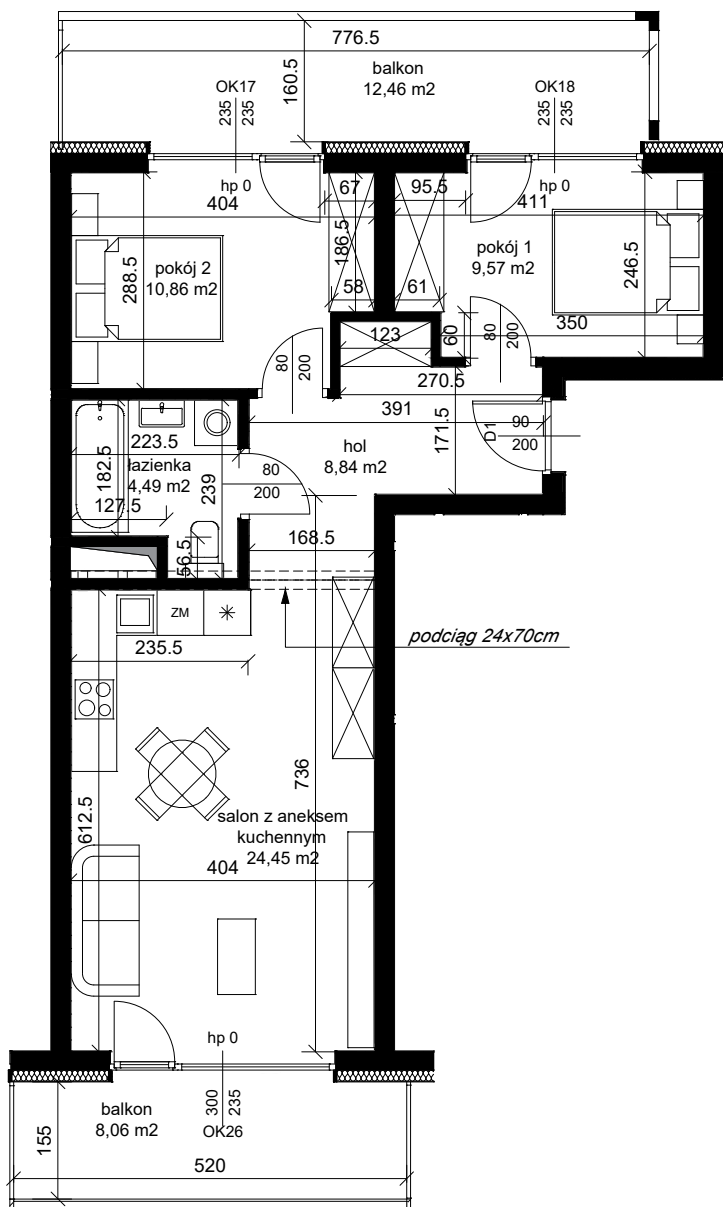 776.5
balkon
12,46 m2
160.5
OK17
235
235
OK18
235
235
hp 0
67
95.5
hp 0
404
411
186.5
pokój 2
10,86 m2
288.5
pokój 1
9,57 m2
246.5
58
61
350
123
60
80
200
80
200
270.5
391
171.5
D1
90
200
223.5
łazienka
4,49 m2
182.5
127.5
239
80
200
hol
8,84 m2
56.5
168.5
ZM
podciąg 24x70cm
235.5
736
612.5
salon z aneksem
kuchennym
24,45 m2
404
hp 0
300
235
OK26
balkon
8,06 m2
155
520